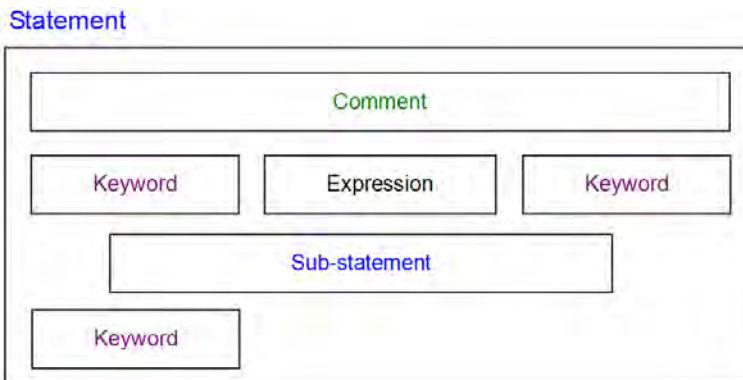 Statement
Comment
Keyword Expression Keyword
Sub-statement
Keyword